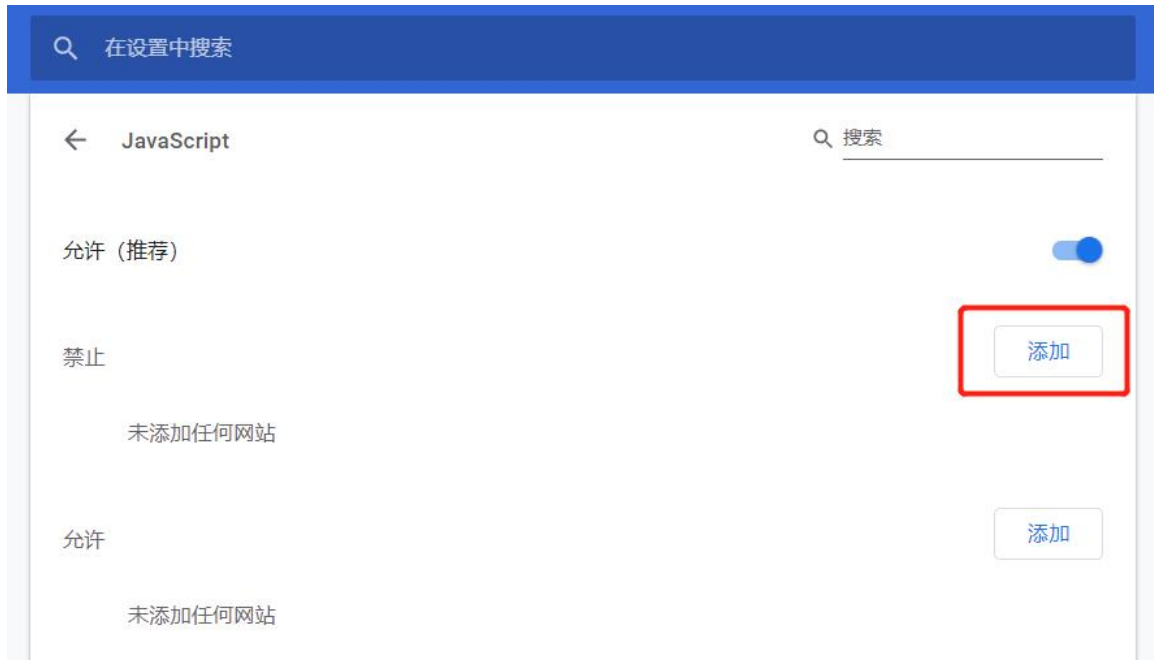 在设置中搜索
JavaScript
搜索
允许（推荐）
禁止
添加
未添加任何网站
允许
添加
未添加任何网站